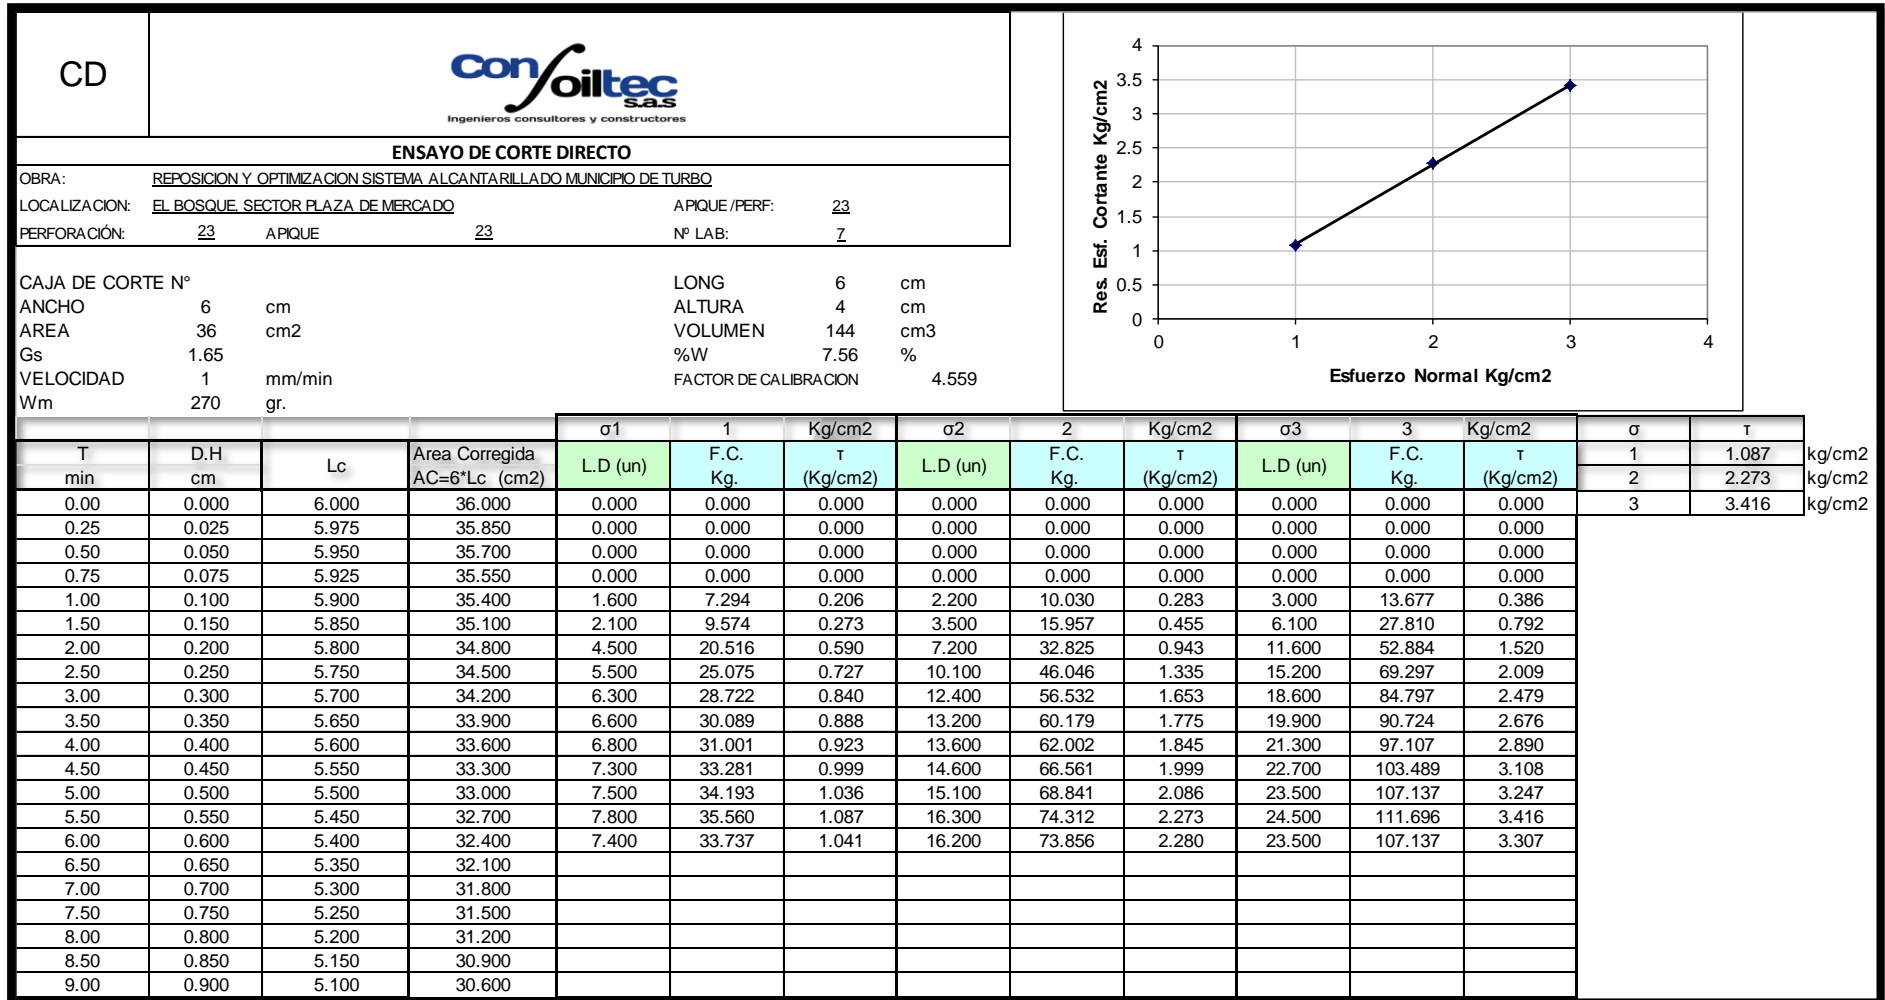 CD
Con Soiltec
s.a.s
Ingenieros consultores y constructores
ENSAYO DE CORTE DIRECTO
OBRA: REPOSICION Y OPTIMIZACION SISTEMA ALCANTARILLADO MUNICIPIO DE TURBO
LOCALIZACION: EL BOSQUE, SECTOR PLAZA DE MERCADO APIQUE /PERF: 23
PERFORACIÓN: 23 APIQUE 23 Nº LAB: 7
CAJA DE CORTE Nº LONG 6 cm
ANCHO 6 cm ALTURA 4 cm
AREA 36 cm2 VOLUMEN 144 cm3
Gs 1.65 %W 7.56 %
VELOCIDAD 1 mm/min FACTOR DE CALIBRACION 4.559
Wm 270 gr.
Res. Esf. Cortante Kg/cm2
4
3.5
3
2.5
2
1.5
1
0.5
0
0 1 2 3 4
Esfuerzo Normal Kg/cm2
σ1 1 Kg/cm2 σ2 2 Kg/cm2 σ3 3 Kg/cm2 σ τ
T D.H Lc Area Corregida L.D (un) F.C. τ L.D (un) F.C. τ L.D (un) F.C. τ 1 1.087 kg/cm2
min cm AC=6*Lc (cm2) Kg. (Kg/cm2) Kg. (Kg/cm2) Kg. (Kg/cm2) 2 2.273 kg/cm2
0.00 0.000 6.000 36.000 0.000 0.000 0.000 0.000 0.000 0.000 0.000 0.000 0.000 3 3.416 kg/cm2
0.25 0.025 5.975 35.850 0.000 0.000 0.000 0.000 0.000 0.000 0.000 0.000 0.000
0.50 0.050 5.950 35.700 0.000 0.000 0.000 0.000 0.000 0.000 0.000 0.000 0.000
0.75 0.075 5.925 35.550 0.000 0.000 0.000 0.000 0.000 0.000 0.000 0.000 0.000
1.00 0.100 5.900 35.400 1.600 7.294 0.206 2.200 10.030 0.283 3.000 13.677 0.386
1.50 0.150 5.850 35.100 2.100 9.574 0.273 3.500 15.957 0.455 6.100 27.810 0.792
2.00 0.200 5.800 34.800 4.500 20.516 0.590 7.200 32.825 0.943 11.600 52.884 1.520
2.50 0.250 5.750 34.500 5.500 25.075 0.727 10.100 46.046 1.335 15.200 69.297 2.009
3.00 0.300 5.700 34.200 6.300 28.722 0.840 12.400 56.532 1.653 18.600 84.797 2.479
3.50 0.350 5.650 33.900 6.600 30.089 0.888 13.200 60.179 1.775 19.900 90.724 2.676
4.00 0.400 5.600 33.600 6.800 31.001 0.923 13.600 62.002 1.845 21.300 97.107 2.890
4.50 0.450 5.550 33.300 7.300 33.281 0.999 14.600 66.561 1.999 22.700 103.489 3.108
5.00 0.500 5.500 33.000 7.500 34.193 1.036 15.100 68.841 2.086 23.500 107.137 3.247
5.50 0.550 5.450 32.700 7.800 35.560 1.087 16.300 74.312 2.273 24.500 111.696 3.416
6.00 0.600 5.400 32.400 7.400 33.737 1.041 16.200 73.856 2.280 23.500 107.137 3.307
6.50 0.650 5.350 32.100
7.00 0.700 5.300 31.800
7.50 0.750 5.250 31.500
8.00 0.800 5.200 31.200
8.50 0.850 5.150 30.900
9.00 0.900 5.100 30.600